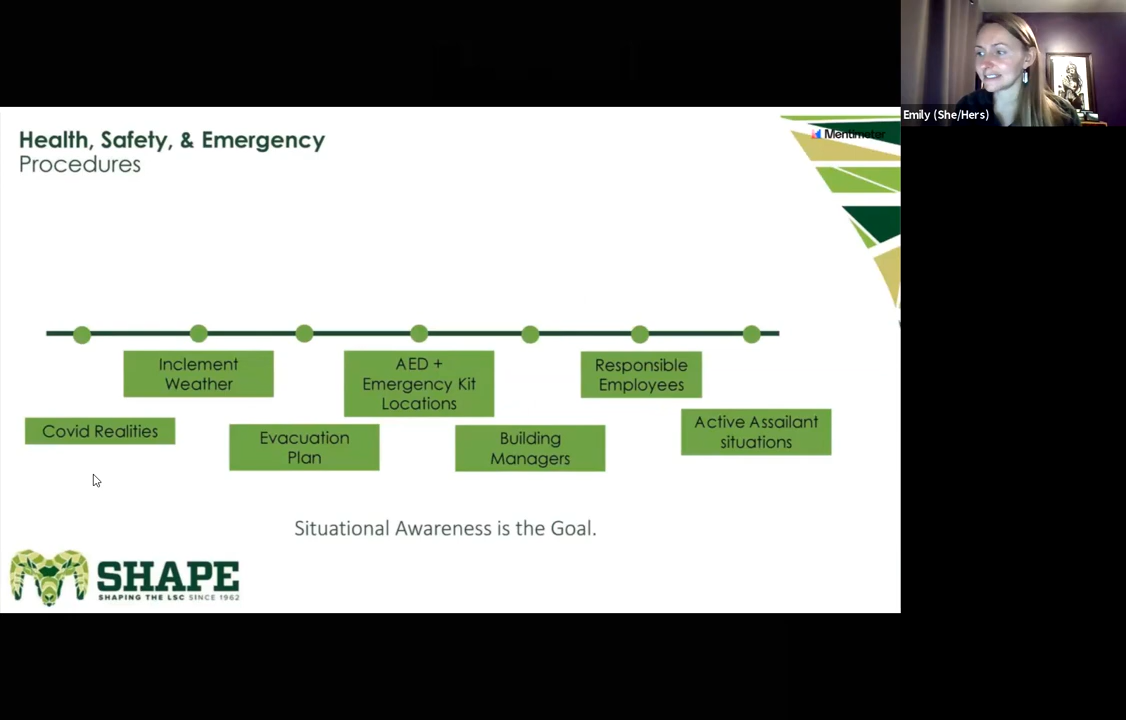 Emily (She/Hers)
Health, Safety, & Emergency
Procedures
Mentimeter
Inclement
Weather
AED +
Emergency Kit
Locations
Responsible
Employees
Covid Realities
Evacuation
Plan
Building
Managers
Active Assailant
situations
Situational Awareness is the Goal.
SHAPE
SHAPING THE LSC SINCE 1962